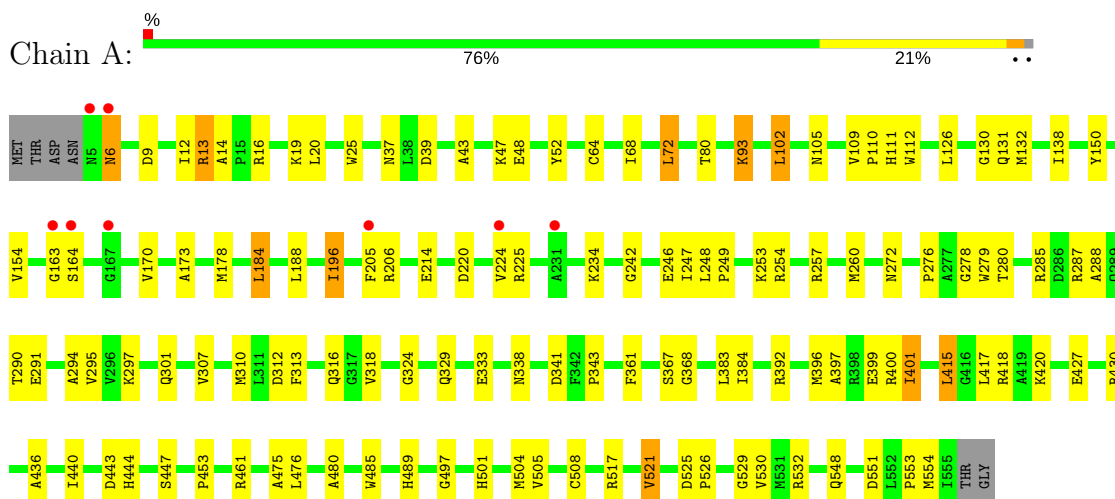 %
Chain A:
76% 21% • •
MET THR ASP ASN N5 N6 D9 I12 R13 A14 P15 R16 K19 L20 W25 N37 L38 D39 A43 K47 E48 Y52 C64 I68 L72 T80 K93 L102 N105 V109 P110 H111 W112 L126 G130 Q131 M132 I138 Y150
V154 G163 S164 G167 V170 A173 M178 L184 L188 I196 F205 R206 E214 D220 V224 R225 A231 K234 G242 E246 I247 L248 P249 K253 R254 R257 M260 N272 P276 A277 G278 W279 T280 R285 D286 R287 A288
T290 E291 A294 V295 V296 K297 Q301 V307 M310 L311 D312 F313 Q316 G317 V318 G324 Q329 E333 N338 D341 F342 P343 F361 S367 G368 L383 I384 R392 M396 A397 R398 E399 R400 I401 L415 G416 L417 R418 A419 K420 E427
A436 I440 D443 H444 S447 P453 R461 A475 L476 A480 W485 H489 G497 H501 M504 V505 C508 R517 V521 D525 P526 G529 V530 M531 R532 Q548 D551 L552 P553 M554 I555 THR GLY